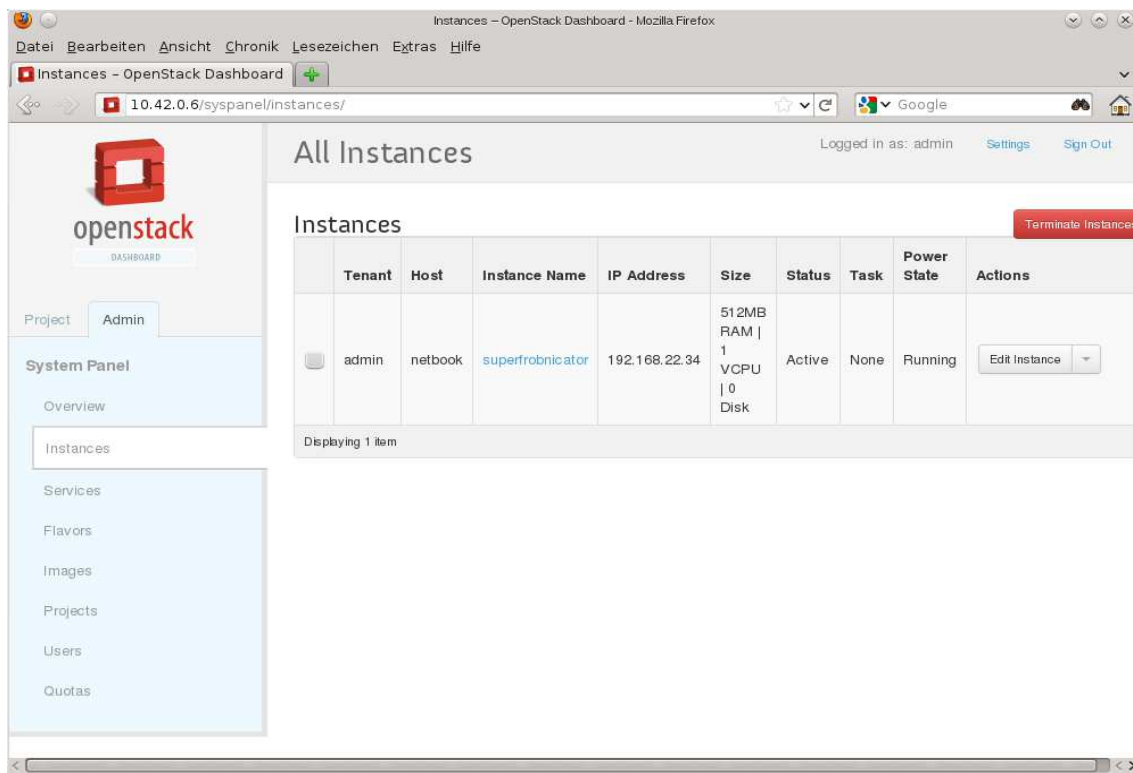 Instances – OpenStack Dashboard - Mozilla Firefox
Datei Bearbeiten Ansicht Chronik Lesezeichen Extras Hilfe
Instances – OpenStack Dashboard
10.42.0.6/syspanel/instances/
Google
openstack
DASHBOARD
Project Admin
System Panel
Overview
Instances
Services
Flavors
Images
Projects
Users
Quotas
All Instances
Logged in as: admin Settings Sign Out
Instances
Terminate Instances
Tenant Host Instance Name IP Address Size Status Task Power State Actions
admin netbook superfrobnicator 192.168.22.34 512MB RAM | 1 VCPU | 0 Disk Active None Running Edit Instance
Displaying 1 item